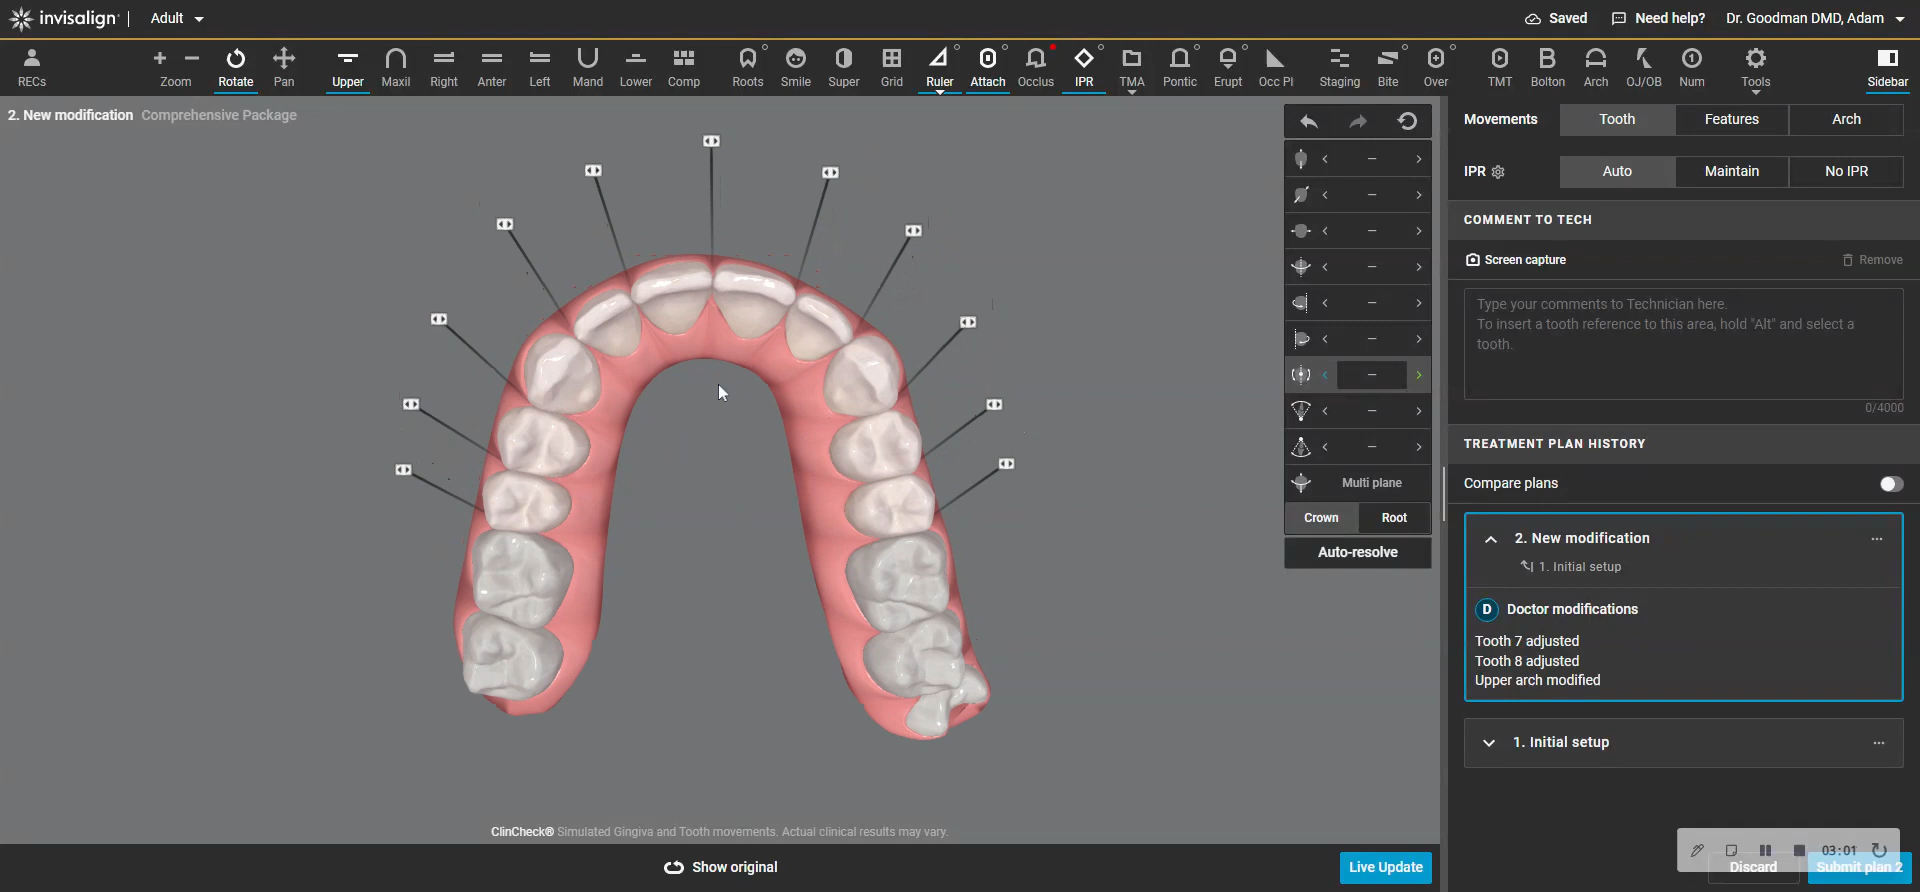 invisalign | Adult
Saved Need help? Dr. Goodman DMD, Adam
RECs Zoom Rotate Pan Upper Maxil Right Anter Left Mand Lower Comp Roots Smile Super Grid Ruler Attach Occlus IPR TMA Pontic Erupt Occ Pl Staging Bite Over TMT Bolton Arch OJ/OB Num Tools Sidebar
2. New modification Comprehensive Package
Multi plane
Crown Root
Auto-resolve
ClinCheck® Simulated Gingiva and Tooth movements. Actual clinical results may vary.
Show original
Live Update
Movements Tooth Features Arch
IPR Auto Maintain No IPR
COMMENT TO TECH
Screen capture Remove
Type your comments to Technician here.
To insert a tooth reference to this area, hold "Alt" and select a
tooth.
0/4000
TREATMENT PLAN HISTORY
Compare plans
2. New modification
1. Initial setup
D Doctor modifications
Tooth 7 adjusted
Tooth 8 adjusted
Upper arch modified
1. Initial setup
03:01
Discard Submit plan 2